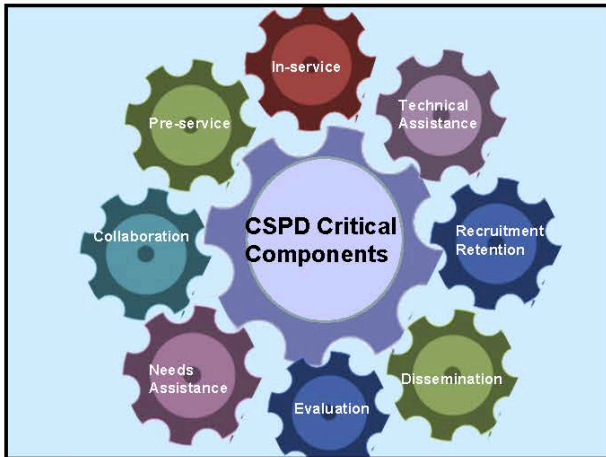 In-service
Technical
Assistance
Pre-service
CSPD Critical
Components
Collaboration
Recruitment
Retention
Needs
Assistance
Dissemination
Evaluation